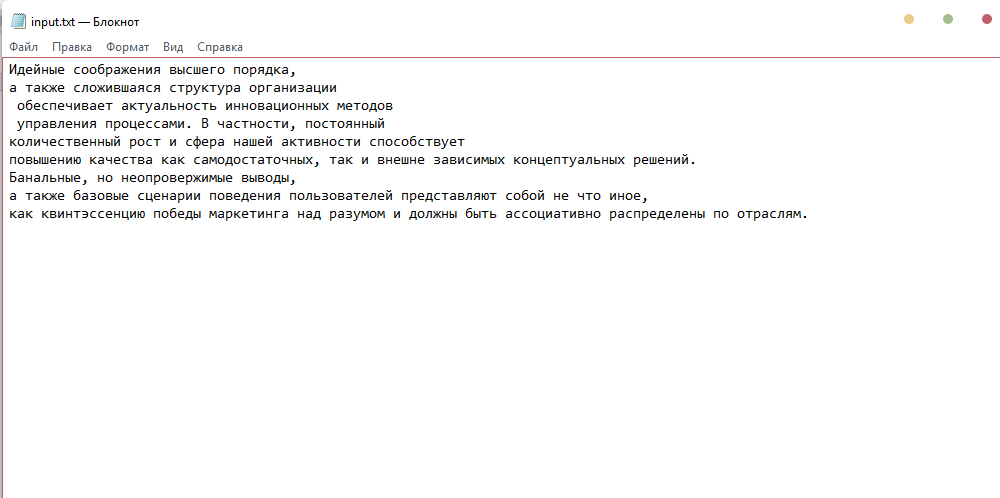 input.txt — Блокнот
Файл Правка Формат Вид Справка
Идейные соображения высшего порядка,
а также сложившаяся структура организации
обеспечивает актуальность инновационных методов
управления процессами. В частности, постоянный
количественный рост и сфера нашей активности способствует
повышению качества как самодостаточных, так и внешне зависимых концептуальных решений.
Банальные, но неопровержимые выводы,
а также базовые сценарии поведения пользователей представляют собой не что иное,
как квинтэссенцию победы маркетинга над разумом и должны быть ассоциативно распределены по отраслям.